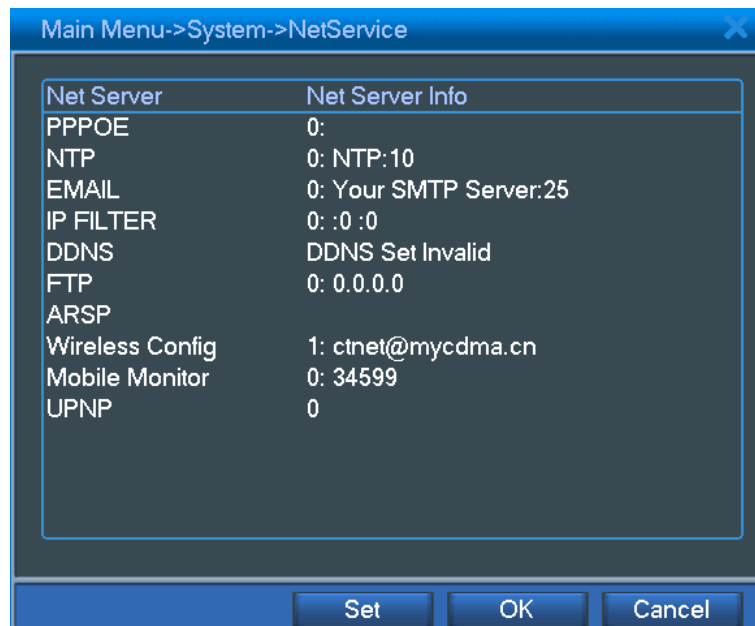 Main Menu->System->NetService
Net Server Net Server Info
PPPOE 0:
NTP 0: NTP:10
EMAIL 0: Your SMTP Server:25
IP FILTER 0: :0 :0
DDNS DDNS Set Invalid
FTP 0: 0.0.0.0
ARSP
Wireless Config 1: ctnet@mycdma.cn
Mobile Monitor 0: 34599
UPNP 0
Set OK Cancel